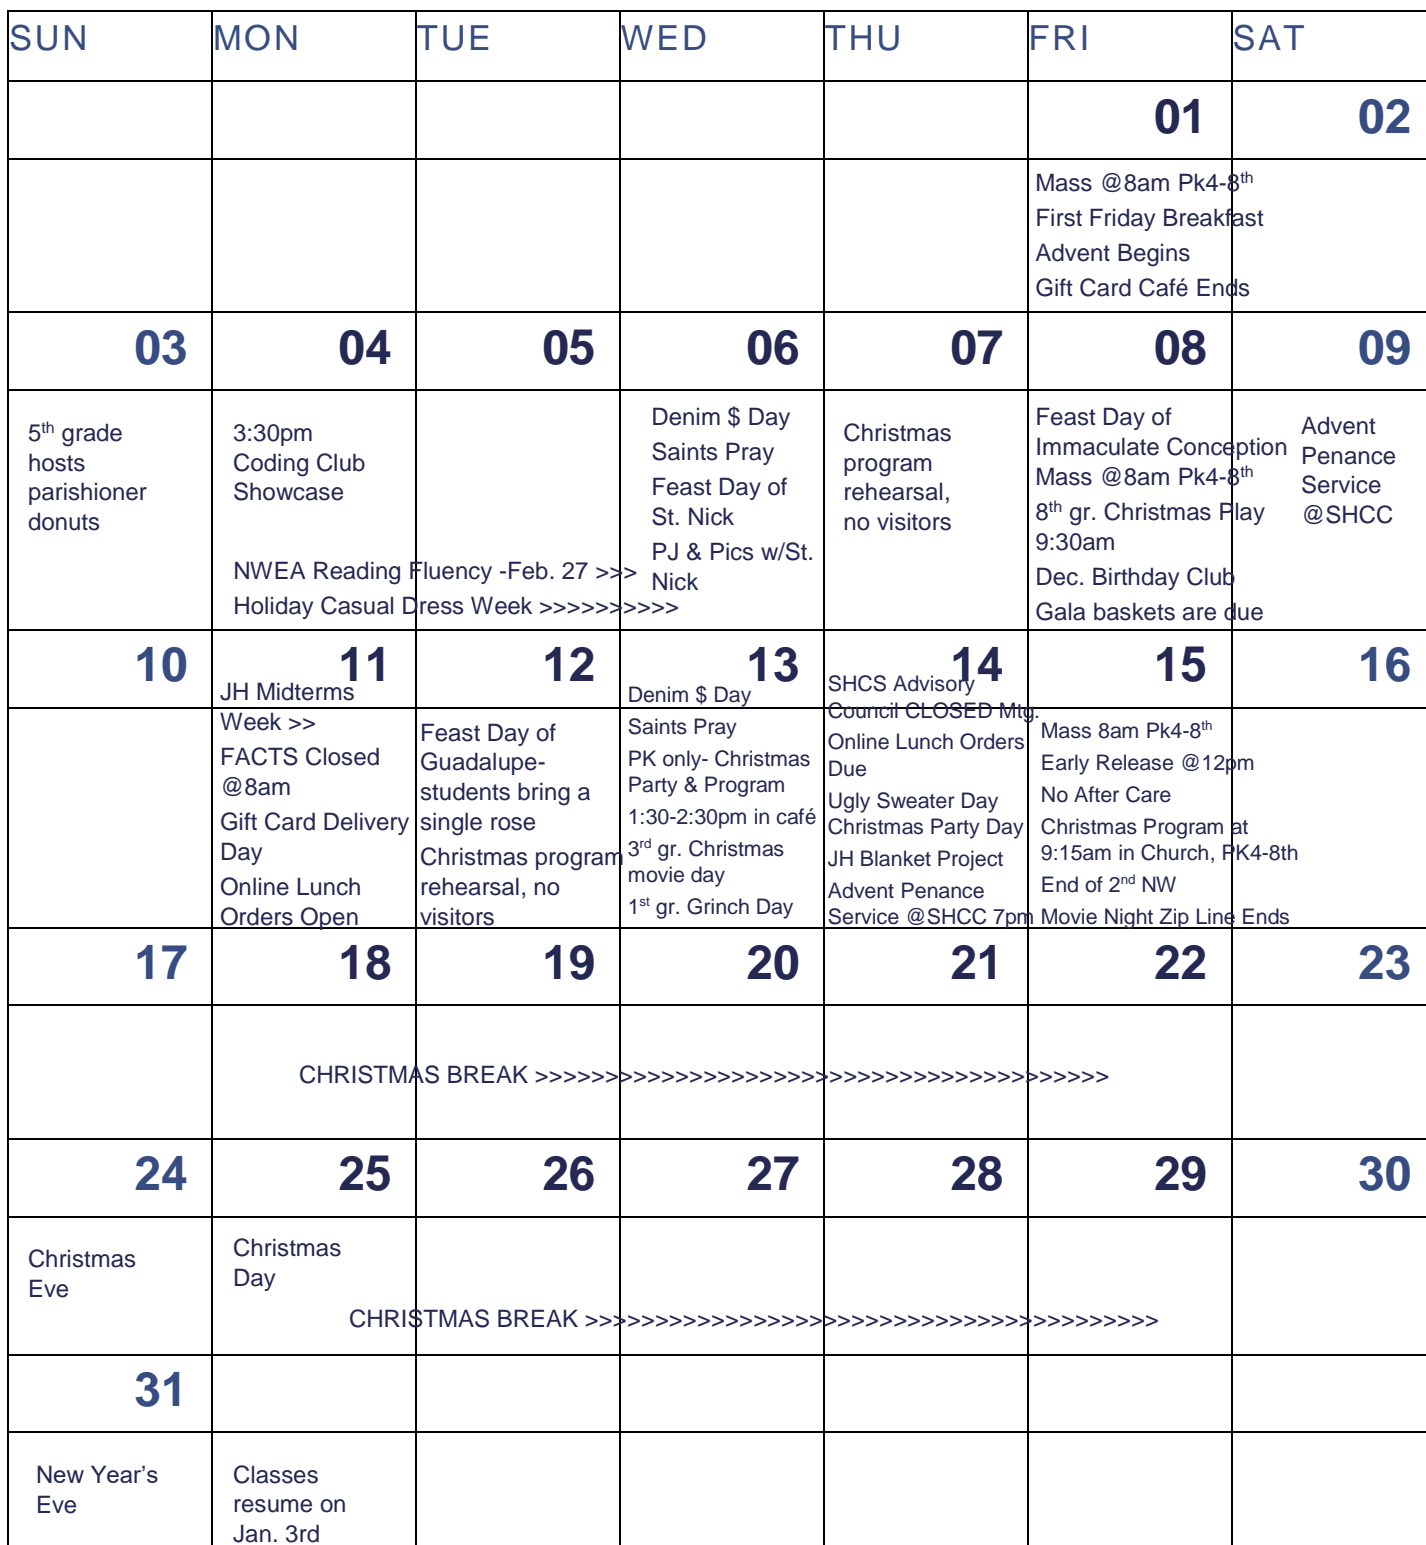 SUN MON TUE WED THU FRI SAT
01 02
Mass @8am Pk4-8th
First Friday Breakfast
Advent Begins
Gift Card Café Ends
03 04 05 06 07 08 09
5th grade
hosts
parishioner
donuts
3:30pm
Coding Club
Showcase
NWEA Reading Fluency -Feb. 27 >>>
Holiday Casual Dress Week >>>>>>>>>>
Denim $ Day
Saints Pray
Feast Day of
St. Nick
PJ & Pics w/St.
Nick
Christmas
program
rehearsal,
no visitors
Feast Day of
Immaculate Conception
Mass @8am Pk4-8th
8th gr. Christmas Play
9:30am
Dec. Birthday Club
Gala baskets are due
Advent
Penance
Service
@SHCC
10 11 12 13 14 15 16
JH Midterms
Week >>
FACTS Closed
@8am
Gift Card Delivery
Day
Online Lunch
Orders Open
Feast Day of
Guadalupe-
students bring a
single rose
Christmas program
rehearsal, no
visitors
Denim $ Day
Saints Pray
PK only- Christmas
Party & Program
1:30-2:30pm in café
3rd gr. Christmas
movie day
1st gr. Grinch Day
SHCS Advisory
Council CLOSED Mtg.
Online Lunch Orders
Due
Ugly Sweater Day
Christmas Party Day
JH Blanket Project
Advent Penance
Service @SHCC 7pm
Mass 8am Pk4-8th
Early Release @12pm
No After Care
Christmas Program at
9:15am in Church, PK4-8th
End of 2nd NW
Movie Night Zip Line Ends
17 18 19 20 21 22 23
CHRISTMAS BREAK >>>>>>>>>>>>>>>>>>>>>>>>>>>>>>>>>>>>>>>>>
24 25 26 27 28 29 30
Christmas
Eve
Christmas
Day
CHRISTMAS BREAK >>>>>>>>>>>>>>>>>>>>>>>>>>>>>>>>>>>>>>>>>
31
New Year’s
Eve
Classes
resume on
Jan. 3rd